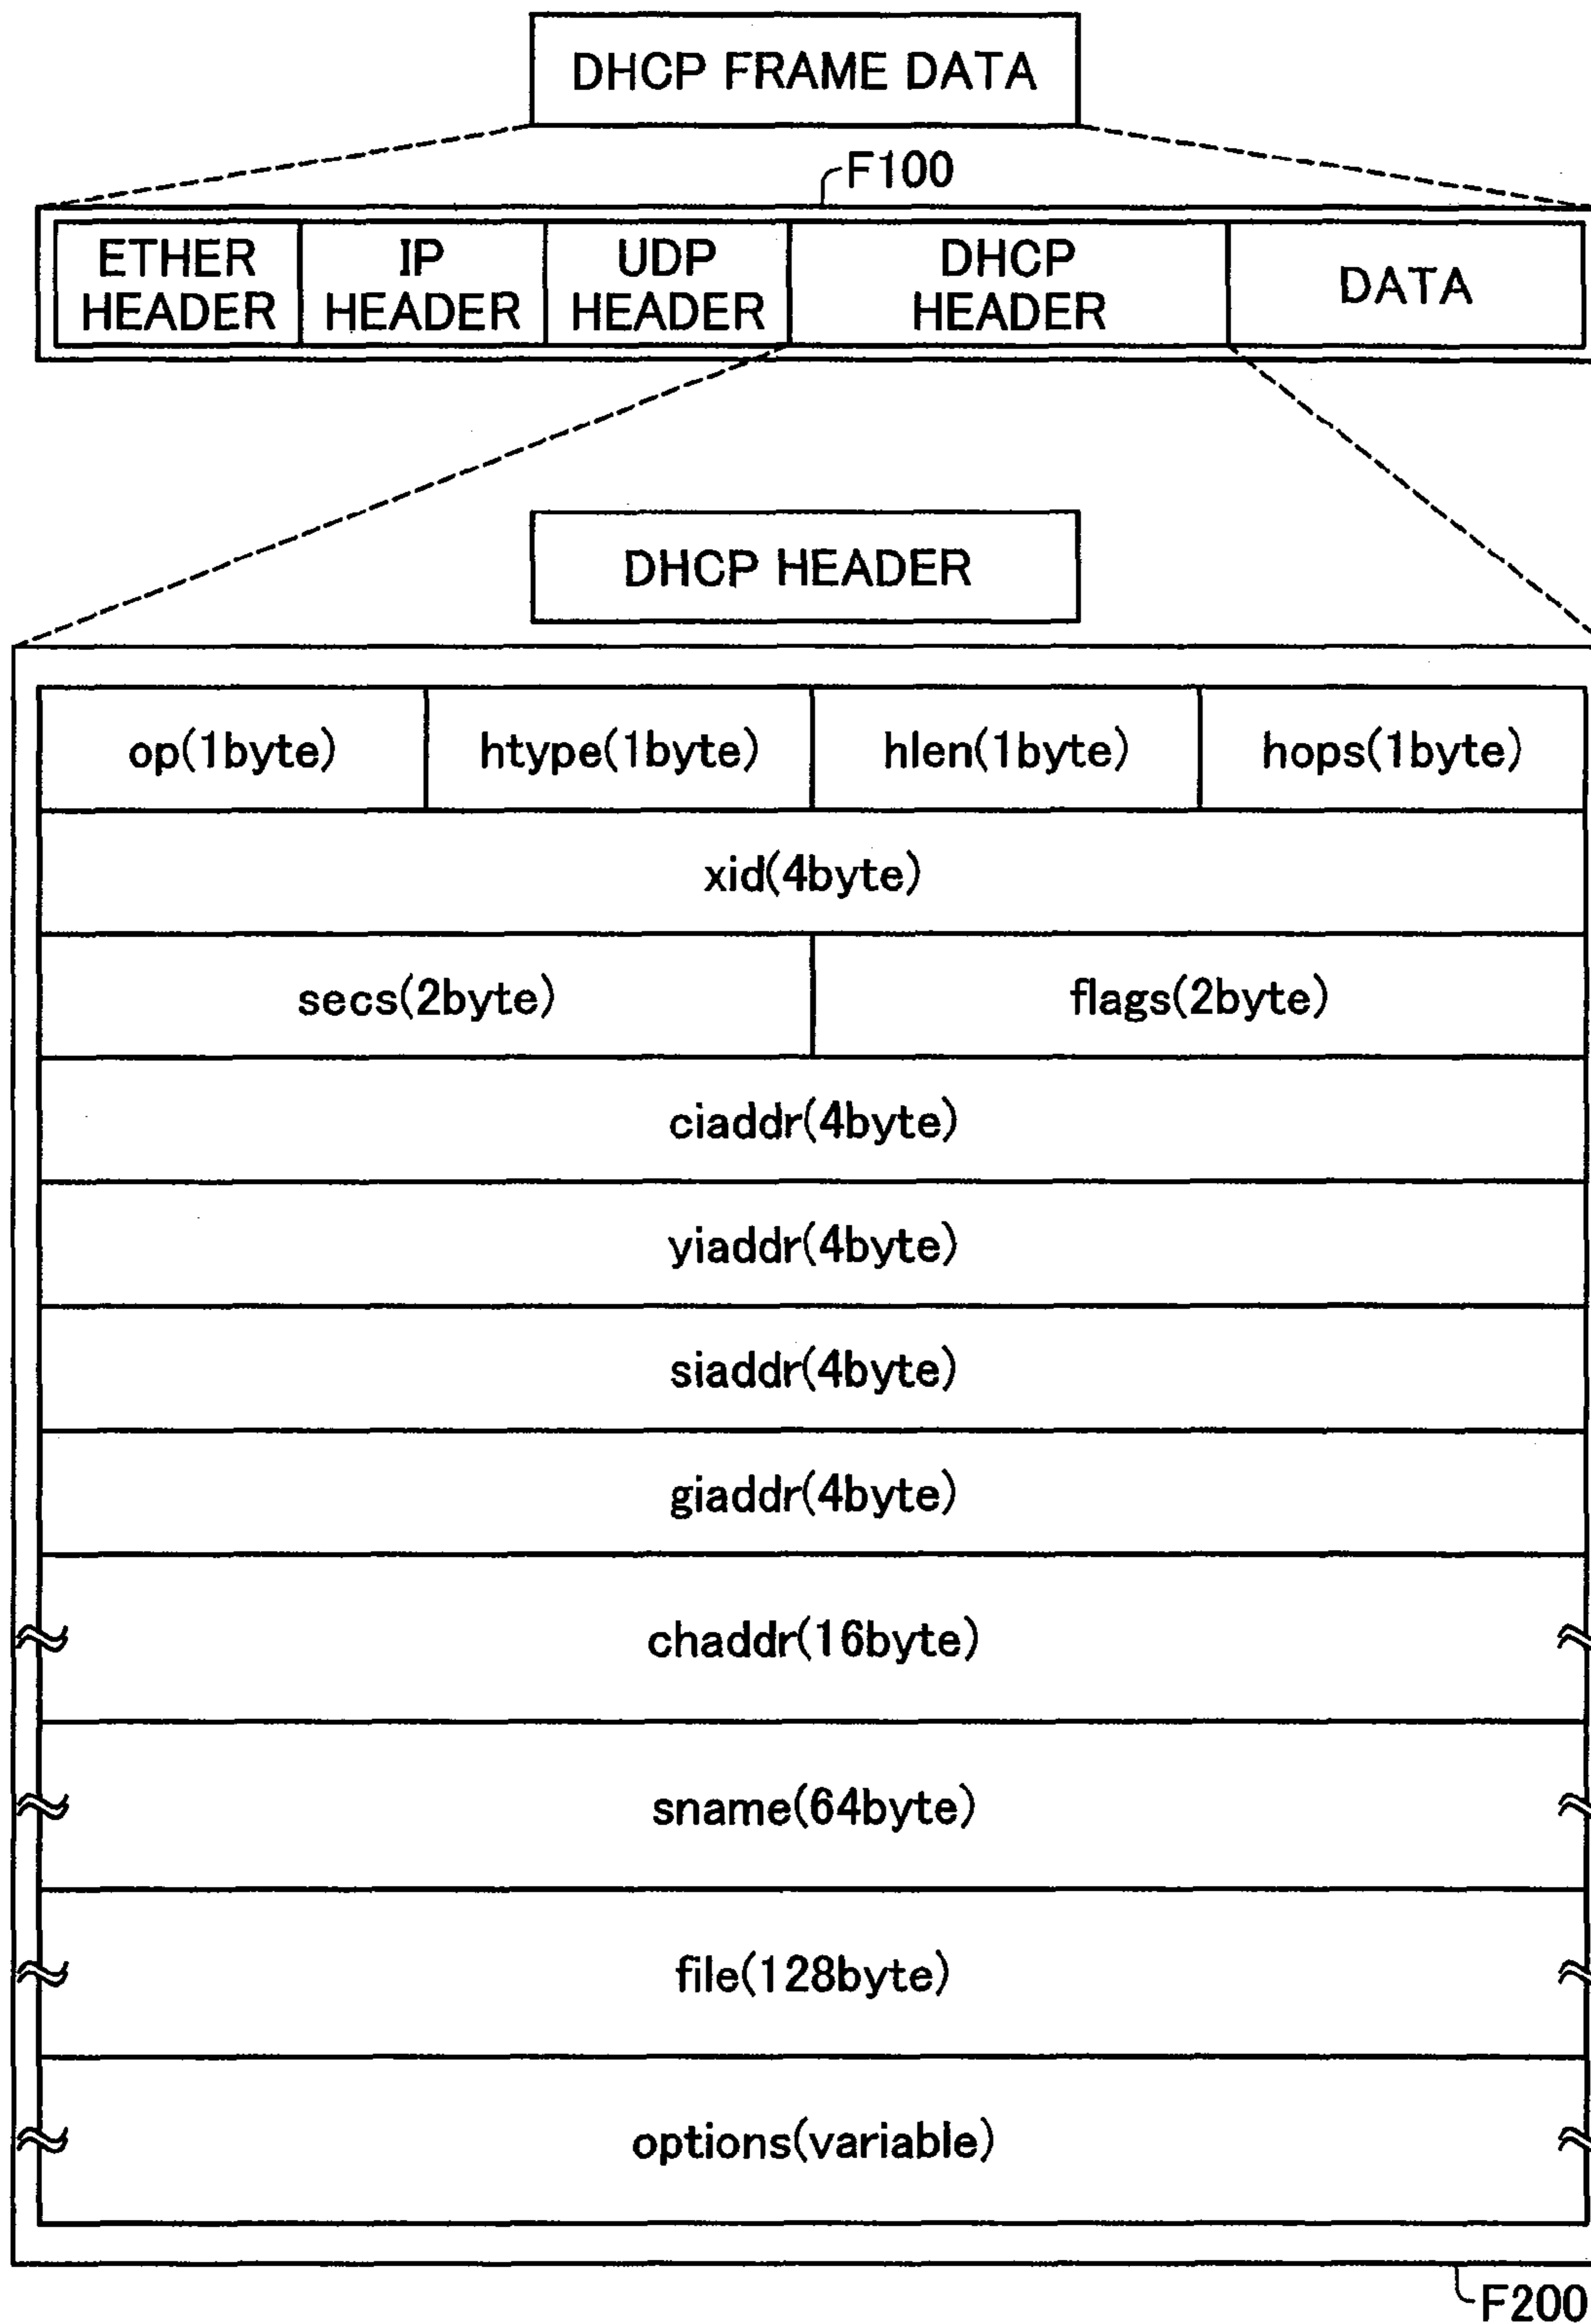 DHCP FRAME DATA
F100
ETHER HEADER
IP HEADER
UDP HEADER
DHCP HEADER
DATA
DHCP HEADER
op(1byte)
htype(1byte)
hlen(1byte)
hops(1byte)
xid(4byte)
secs(2byte)
flags(2byte)
ciaddr(4byte)
yiaddr(4byte)
siaddr(4byte)
giaddr(4byte)
chaddr(16byte)
sname(64byte)
file(128byte)
options(variable)
F200